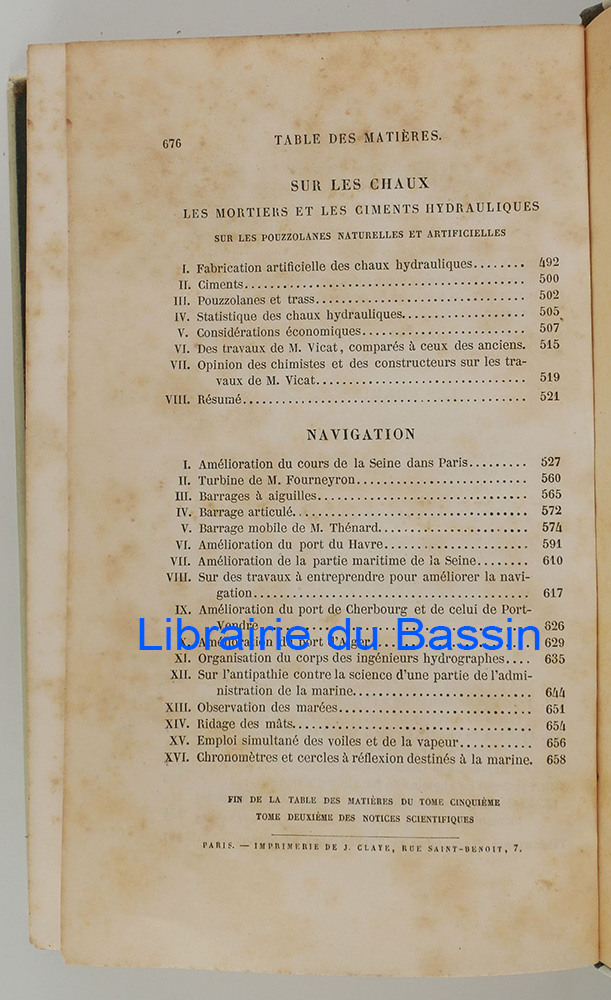 676 TABLE DES MATIÈRES.
SUR LES CHAUX
LES MORTIERS ET LES CIMENTS HYDRAULIQUES
SUR LES POUZZOLANES NATURELLES ET ARTIFICIELLES
I. Fabrication artificielle des chaux hydrauliques........ 492
II. Ciments............................................ 500
III. Pouzzolanes et trass................................. 502
IV. Statistique des chaux hydrauliques................... 505
V. Considérations économiques......................... 507
VI. Des travaux de M. Vicat, comparés à ceux des anciens. 515
VII. Opinion des chimistes et des constructeurs sur les tra-
vaux de M. Vicat................................. 519
VIII. Résumé............................................ 521
NAVIGATION
I. Amélioration du cours de la Seine dans Paris......... 527
II. Turbine de M. Fourneyron........................... 560
III. Barrages à aiguilles................................. 565
IV. Barrage articulé..................................... 572
V. Barrage mobile de M. Thénard....................... 574
VI. Amélioration du port du Havre....................... 591
VII. Amélioration de la partie maritime de la Seine........ 610
VIII. Sur des travaux à entreprendre pour améliorer la navi-
gation............................................ 617
IX. Amélioration du port de Cherbourg et de celui de Port-
Vendre............................................ 626
Librairie du Bassin
X. Amélioration du port d'Alger......................... 629
XI. Organisation du corps des ingénieurs hydrographes.... 635
XII. Sur l'antipathie contre la science d'une partie de l'admi-
nistration de la marine............................ 644
XIII. Observation des marées.............................. 651
XIV. Ridage des mâts..................................... 654
XV. Emploi simultané des voiles et de la vapeur........... 656
XVI. Chronomètres et cercles à réflexion destinés à la marine. 658
FIN DE LA TABLE DES MATIÈRES DU TOME CINQUIÈME
TOME DEUXIÈME DES NOTICES SCIENTIFIQUES
PARIS. — IMPRIMERIE DE J. CLAYE, RUE SAINT-BENOIT, 7.